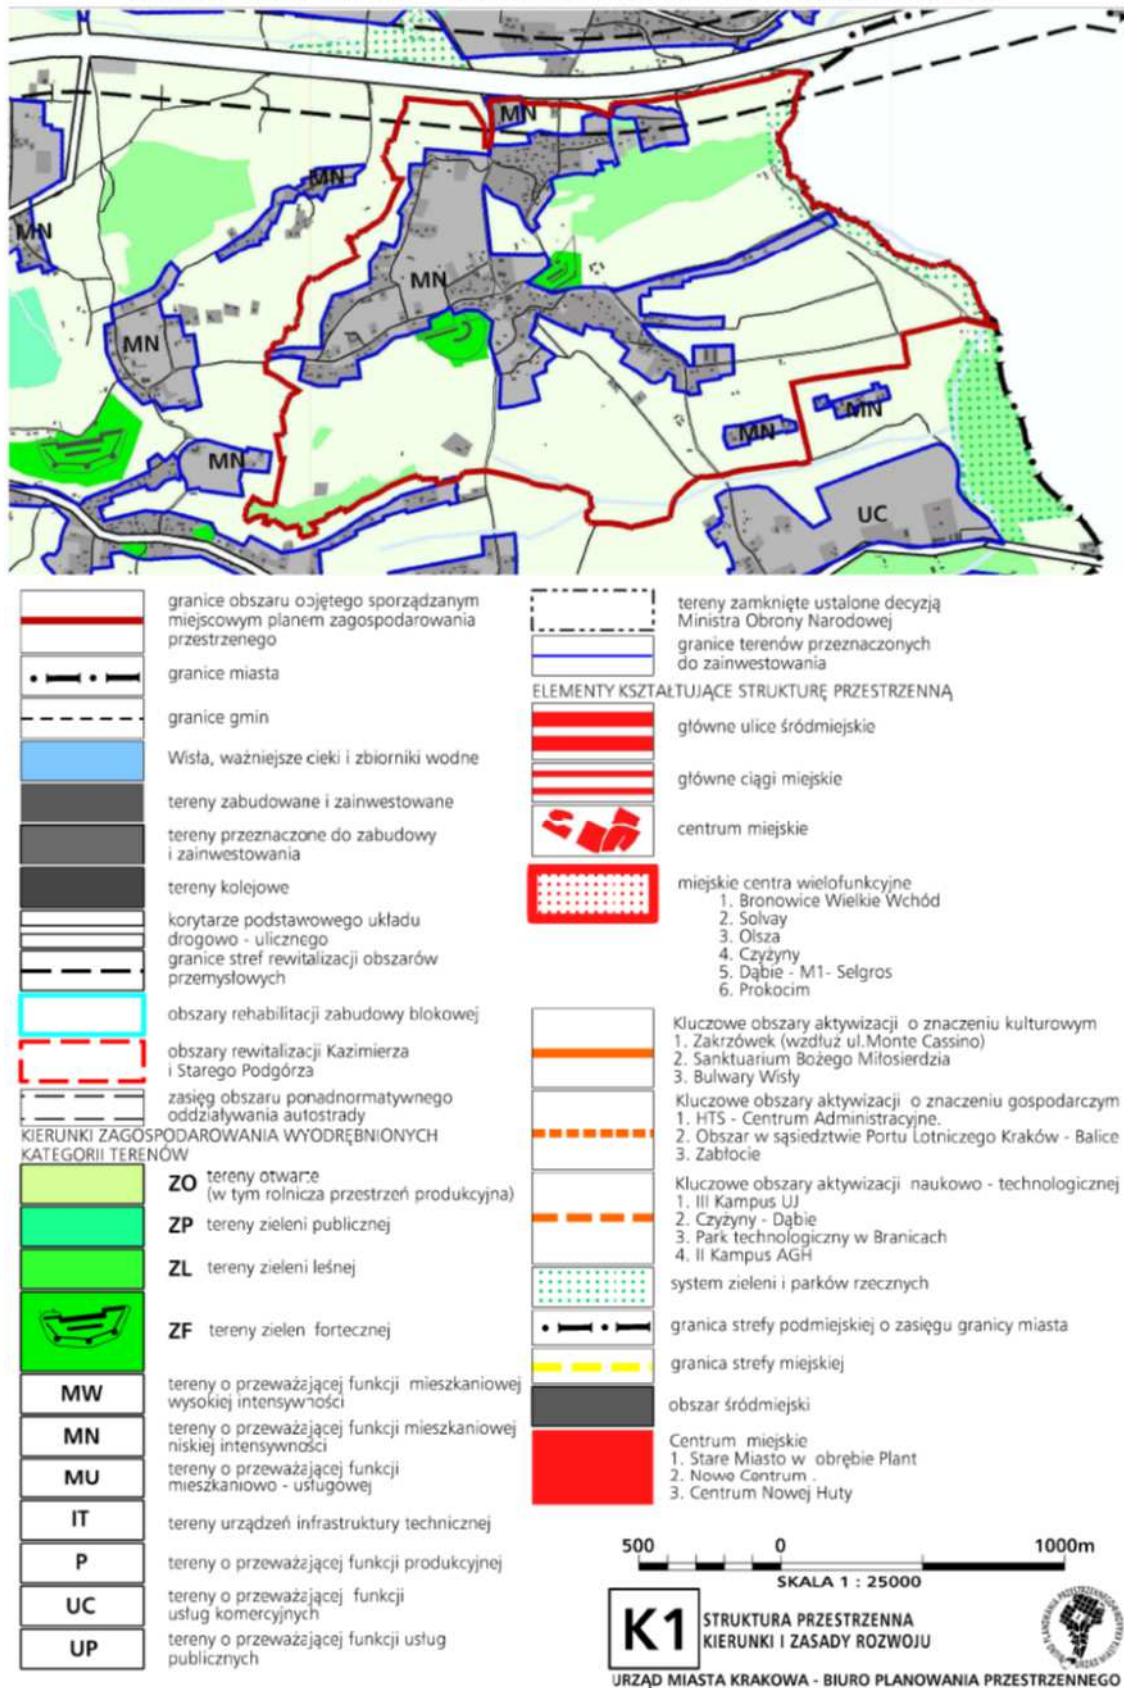 MN
MN
MN
MN
MN
MN
MN
MN
UC
granice obszaru objętego sporządzanym
miejscowym planem zagospodarowania
przestrzenego
granice miasta
granice gmin
Wisła, ważniejsze cieki i zbiorniki wodne
tereny zabudowane i zainwestowane
tereny przeznaczone do zabudowy
i zainwestowania
tereny kolejowe
korytarze podstawowego układu
drogowo - ulicznego
granice stref rewitalizacji obszarów
przemysłowych
obszary rehabilitacji zabudowy blokowej
obszary rewitalizacji Kazimierza
i Starego Podgórza
zasięg obszaru ponadnormatywnego
oddziaływania autostrady
KIERUNKI ZAGOSPODAROWANIA WYODRĘBNIONYCH
KATEGORII TERENÓW
ZO tereny otwarte
(w tym rolnicza przestrzeń produkcyjna)
ZP tereny zieleni publicznej
ZL tereny zieleni leśnej
ZF tereny zielen fortecznej
MW tereny o przeważającej funkcji mieszkaniowej
wysokiej intensywności
MN tereny o przeważającej funkcji mieszkaniowej
niskiej intensywności
MU tereny o przeważającej funkcji
mieszkaniowo - usługowej
IT tereny urządzeń infrastruktury technicznej
P tereny o przeważającej funkcji produkcyjnej
UC tereny o przeważającej funkcji
usług komercyjnych
UP tereny o przeważającej funkcji usług
publicznych
tereny zamknięte ustalone decyzją
Ministra Obrony Narodowej
granice terenów przeznaczonych
do zainwestowania
ELEMENTY KSZTAŁTUJĄCE STRUKTURĘ PRZESTRZENNĄ
główne ulice śródmiejskie
główne ciągi miejskie
centrum miejskie
miejskie centra wielofunkcyjne
1. Bronowice Wielkie Wchód
2. Solvay
3. Olsza
4. Czyżyny
5. Dąbie - M1- Selgros
6. Prokocim
Kluczowe obszary aktywizacji o znaczeniu kulturowym
1. Zakrzówek (wzdłuż ul.Monte Cassino)
2. Sanktuarium Bożego Miłosierdzia
3. Bulwary Wisły
Kluczowe obszary aktywizacji o znaczeniu gospodarczym
1. HTS - Centrum Administracyjne.
2. Obszar w sąsiedztwie Portu Lotniczego Kraków - Balice
3. Zabłocie
Kluczowe obszary aktywizacji naukowo - technologicznej
1. III Kampus UJ
2. Czyżyny - Dąbie
3. Park technologiczny w Branicach
4. II Kampus AGH
system zieleni i parków rzecznych
granica strefy podmiejskiej o zasięgu granicy miasta
granica strefy miejskiej
obszar śródmiejski
Centrum miejskie
1. Stare Miasto w obrębie Plant
2. Nowe Centrum .
3. Centrum Nowej Huty
500 0 1000m
SKALA 1 : 25000
K1 STRUKTURA PRZESTRZENNA
KIERUNKI I ZASADY ROZWOJU
URZĄD MIASTA KRAKOWA - BIURO PLANOWANIA PRZESTRZENNEGO